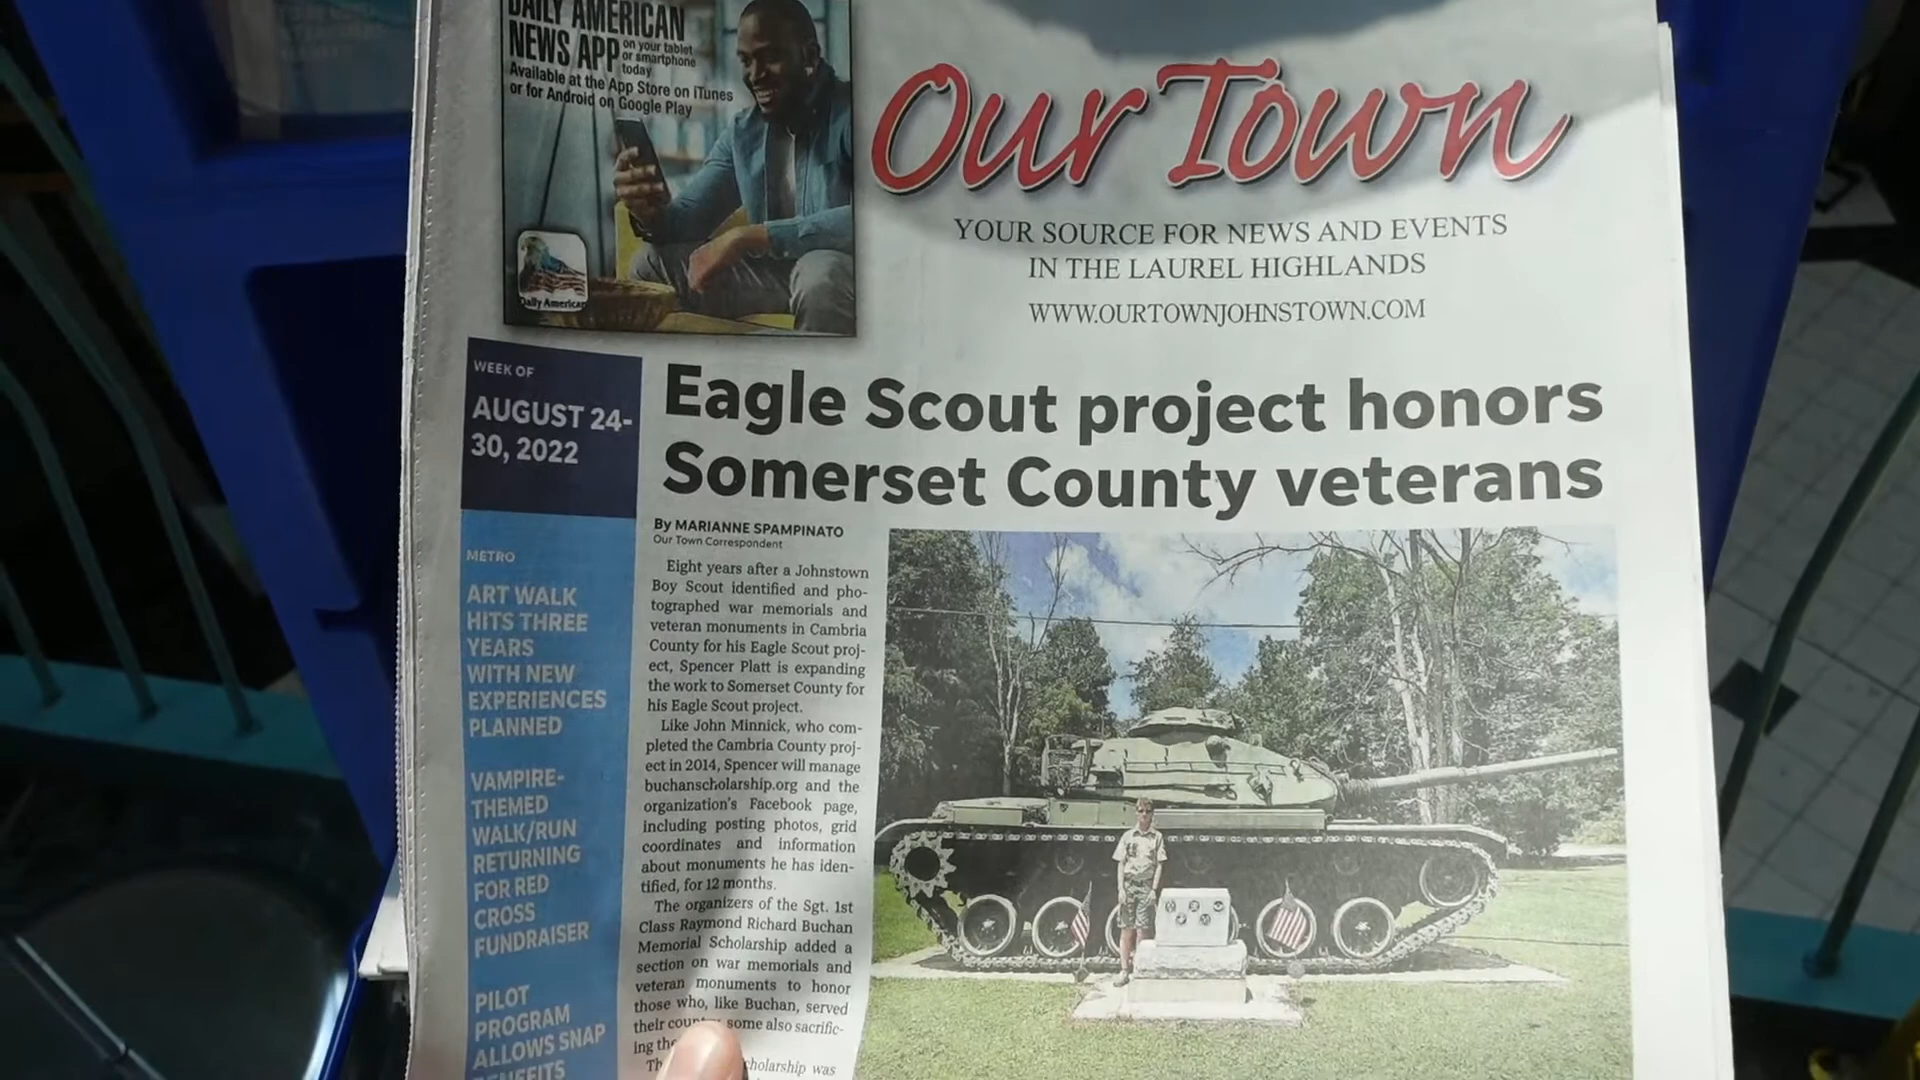 DAILY AMERICAN
NEWS APP
on your tablet
or smartphone
today
Available at the App Store on iTunes
or for Android on Google Play
Daily American
Our Town
YOUR SOURCE FOR NEWS AND EVENTS
IN THE LAUREL HIGHLANDS
WWW.OURTOWNJOHNSTOWN.COM
WEEK OF
AUGUST 24-
30, 2022
METRO
ART WALK
HITS THREE
YEARS
WITH NEW
EXPERIENCES
PLANNED
VAMPIRE-
THEMED
WALK/RUN
RETURNING
FOR RED
CROSS
FUNDRAISER
PILOT
PROGRAM
ALLOWS SNAP
BENEFITS
Eagle Scout project honors
Somerset County veterans
By MARIANNE SPAMPINATO
Our Town Correspondent
Eight years after a Johnstown
Boy Scout identified and pho-
tographed war memorials and
veteran monuments in Cambria
County for his Eagle Scout proj-
ect, Spencer Platt is expanding
the work to Somerset County for
his Eagle Scout project.
Like John Minnick, who com-
pleted the Cambria County proj-
ect in 2014, Spencer will manage
buchanscholarship.org and the
organization's Facebook page,
including posting photos, grid
coordinates and information
about monuments he has iden-
tified, for 12 months.
The organizers of the Sgt. 1st
Class Raymond Richard Buchan
Memorial Scholarship added a
section on war memorials and
veteran monuments to honor
those who, like Buchan, served
their country, some also sacrific-
ing
scholarship was